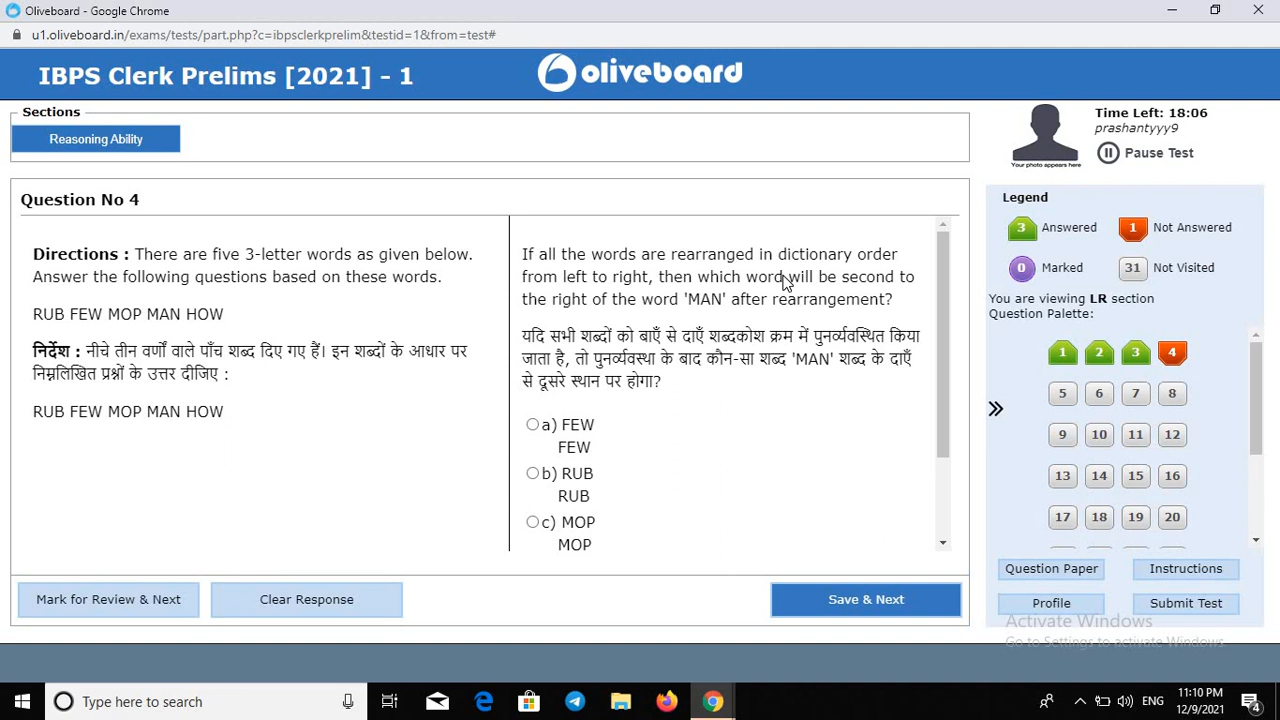 Oliveboard - Google Chrome
u1.oliveboard.in/exams/tests/part.php?c=ibpsclerkprelim&testid=1&from=test#
IBPS Clerk Prelims [2021] - 1
oliveboard
Sections
Reasoning Ability
Time Left: 18:06
prashantyyy9
Your photo appears here
Pause Test
Question No 4
Directions : There are five 3-letter words as given below.
Answer the following questions based on these words.
RUB FEW MOP MAN HOW
निर्देश : नीचे तीन वर्णों वाले पाँच शब्द दिए गए हैं। इन शब्दों के आधार पर
निम्नलिखित प्रश्नों के उत्तर दीजिए :
RUB FEW MOP MAN HOW
If all the words are rearranged in dictionary order
from left to right, then which word will be second to
the right of the word 'MAN' after rearrangement?
यदि सभी शब्दों को बाएँ से दाएँ शब्दकोश क्रम में पुनर्व्यवस्थित किया
जाता है, तो पुनर्व्यवस्था के बाद कौन-सा शब्द 'MAN' शब्द के दाएँ
से दूसरे स्थान पर होगा?
a) FEW
FEW
b) RUB
RUB
c) MOP
MOP
Mark for Review & Next
Clear Response
Save & Next
Legend
3 Answered
1 Not Answered
0 Marked
31 Not Visited
You are viewing LR section
Question Palette:
1 2 3 4
5 6 7 8
9 10 11 12
13 14 15 16
17 18 19 20
Question Paper
Instructions
Profile
Submit Test
Activate Windows
Go to Settings to activate Windows.
Type here to search
ENG
11:10 PM
12/9/2021
4